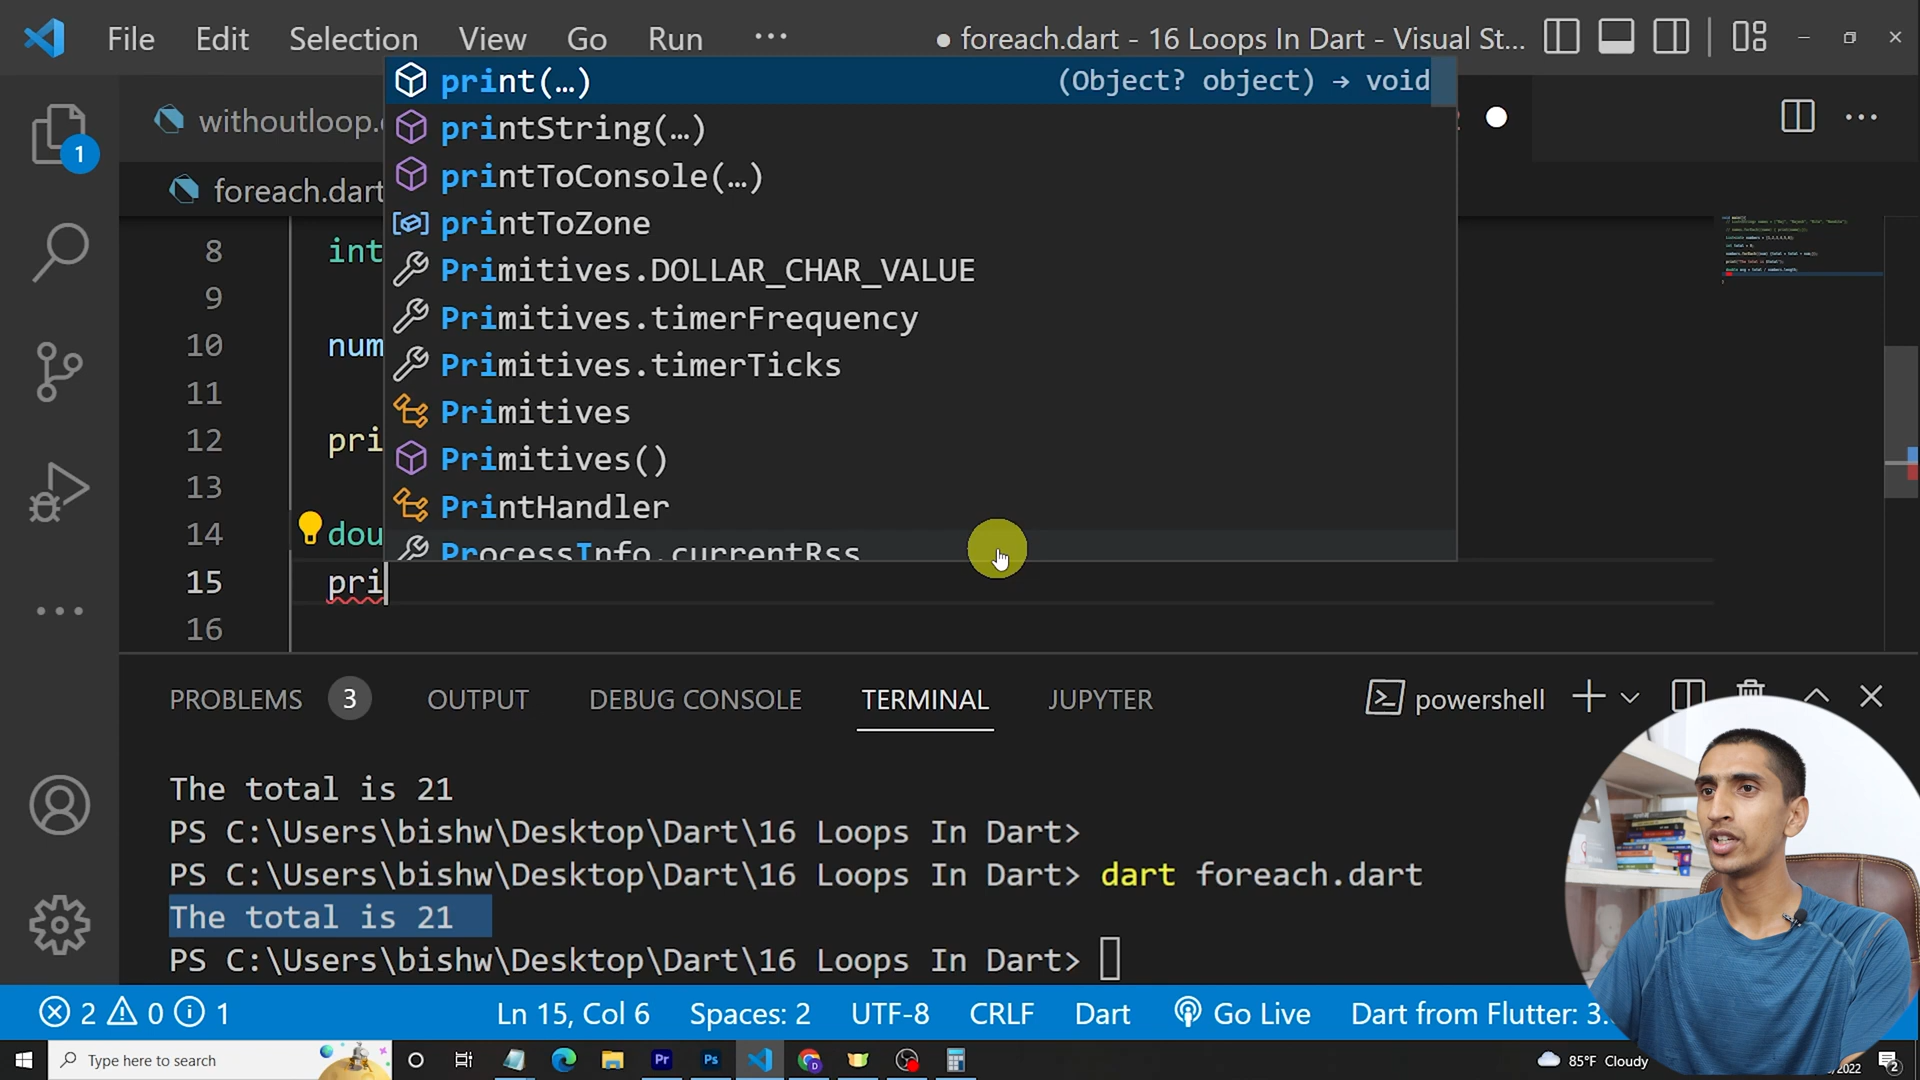 File Edit Selection View Go Run ··· ● foreach.dart - 16 Loops In Dart - Visual St...
withoutloop.
foreach.dart
print(…) (Object? object) → void
printString(…)
printToConsole(…)
printToZone
Primitives.DOLLAR_CHAR_VALUE
Primitives.timerFrequency
Primitives.timerTicks
Primitives
Primitives()
PrintHandler
ProcessInfo.currentRss
1
8 int
9
10 num
11
12 pri
13
14 dou
15 pri
16
PROBLEMS 3 OUTPUT DEBUG CONSOLE TERMINAL JUPYTER powershell
The total is 21
PS C:\Users\bishw\Desktop\Dart\16 Loops In Dart>
PS C:\Users\bishw\Desktop\Dart\16 Loops In Dart> dart foreach.dart
The total is 21
PS C:\Users\bishw\Desktop\Dart\16 Loops In Dart>
2 0 1 Ln 15, Col 6 Spaces: 2 UTF-8 CRLF Dart Go Live Dart from Flutter: 3.
Type here to search Pr Ps D 85°F Cloudy 2022 2